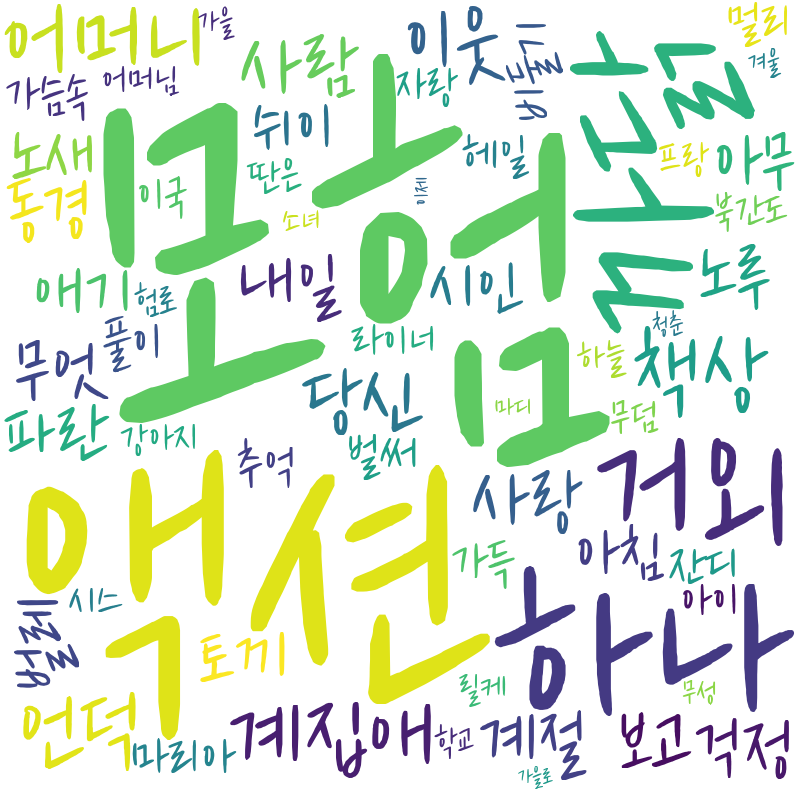 어머니
가을
사람
이웃
멀리
겨울
가슴속
어머님
자랑
쉬이
헤일
프랑
아무
녹새
동경
이국
딴은
이제
소녀
북간도
모험
애기
험로
내일
시인
노루
무엇
풀이
라이너
청춘
하늘
책상
파란
강아지
당신
벌써
마디
무덤
추억
사랑
거외
액션
가득
아침
잔디
시스
아이
하나
토끼
릴케
무성
언덕
마리아
계집애
학교
계절
가을로
보고
걱정